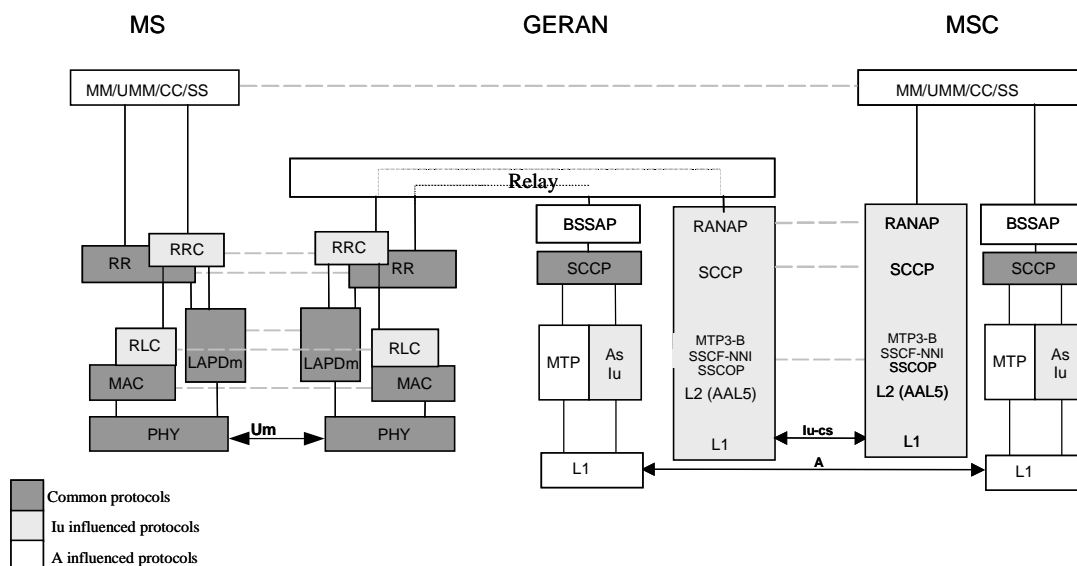 MS GERAN MSC
MM/UMM/CC/SS MM/UMM/CC/SS
Relay
BSSAP RANAP RANAP BSSAP
RRC RRC
RR RR
SCCP SCCP SCCP SCCP
RLC LAPDm LAPDm RLC
MAC MAC
MTP As
Iu
MTP3-B
SSCF-NNI
SSCOP
L2 (AAL5)
MTP3-B
SSCF-NNI
SSCOP
L2 (AAL5)
MTP As
Iu
PHY Um PHY
L1 Iu-cs L1
L1 A L1
Common protocols
Iu influenced protocols
A influenced protocols